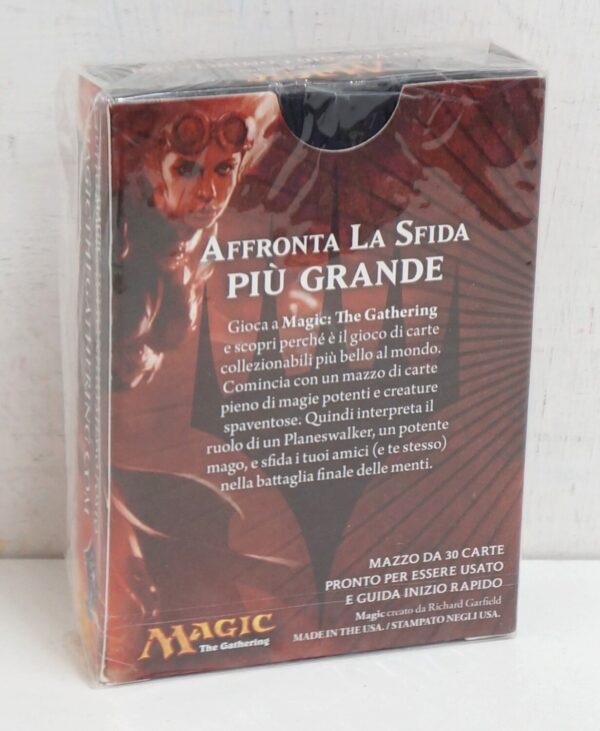 AFFRONTA LA SFIDA
PIÙ GRANDE
Gioca a Magic: The Gathering
e scopri perché è il gioco di carte
collezionabili più bello al mondo.
Comincia con un mazzo di carte
pieno di magie potenti e creature
spaventose. Quindi interpreta il
ruolo di un Planeswalker, un potente
mago, e sfida i tuoi amici (e te stesso)
nella battaglia finale delle menti.
MAZZO DA 30 CARTE
PRONTO PER ESSERE USATO
E GUIDA INIZIO RAPIDO
Magic creato da Richard Garfield
MADE IN THE USA. / STAMPATO NEGLI USA.
MAGIC
The Gathering
MAGICTHEGATHERING.COM